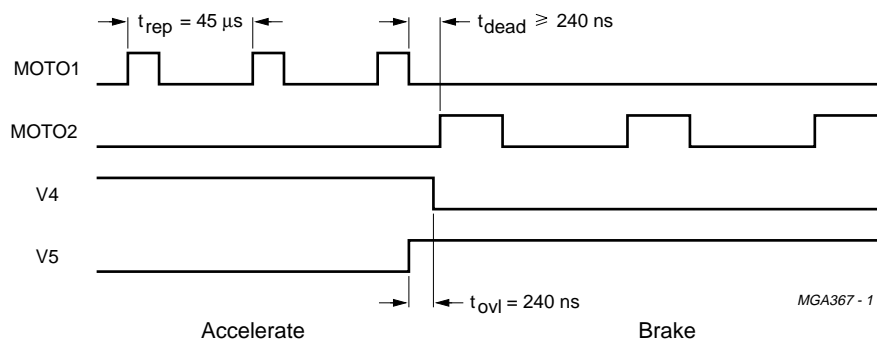 t_rep = 45 μs
t_dead ≥ 240 ns
MOTO1
MOTO2
V4
V5
t_ovl = 240 ns
MGA367 - 1
Accelerate
Brake